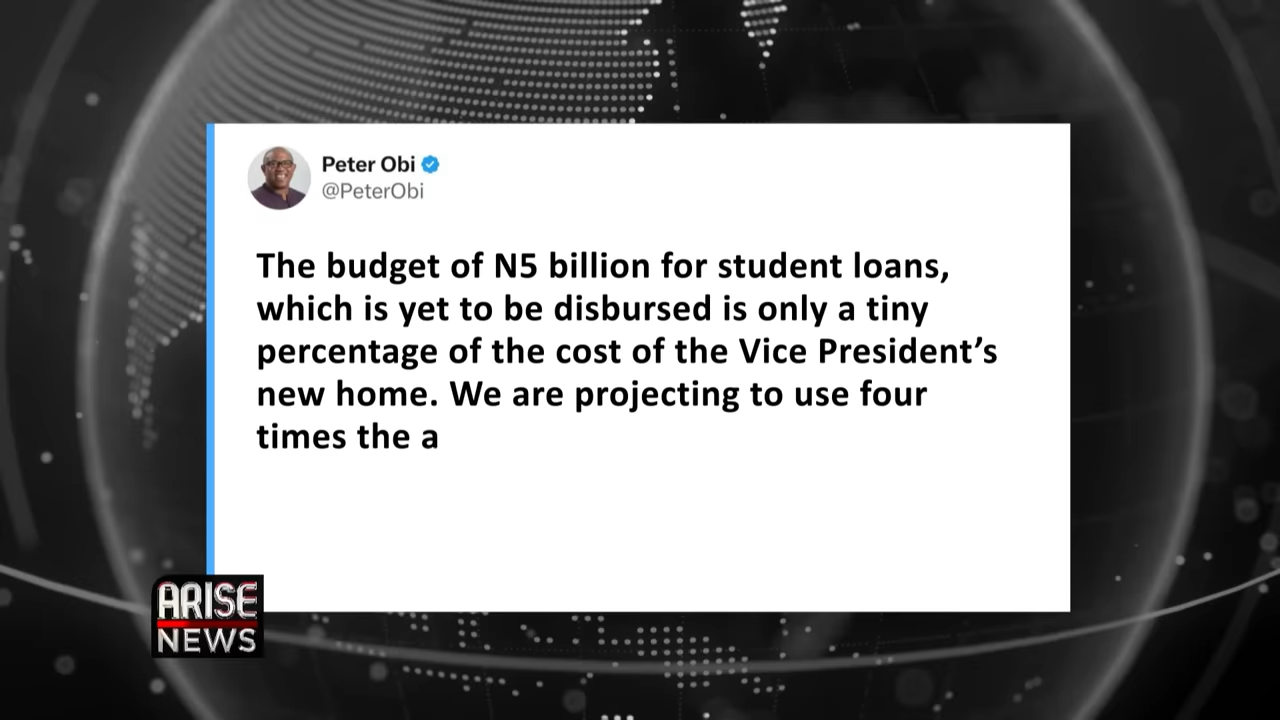 Peter Obi
@PeterObi
The budget of N5 billion for student loans,
which is yet to be disbursed is only a tiny
percentage of the cost of the Vice President’s
new home. We are projecting to use four
times the a
ARISE
NEWS